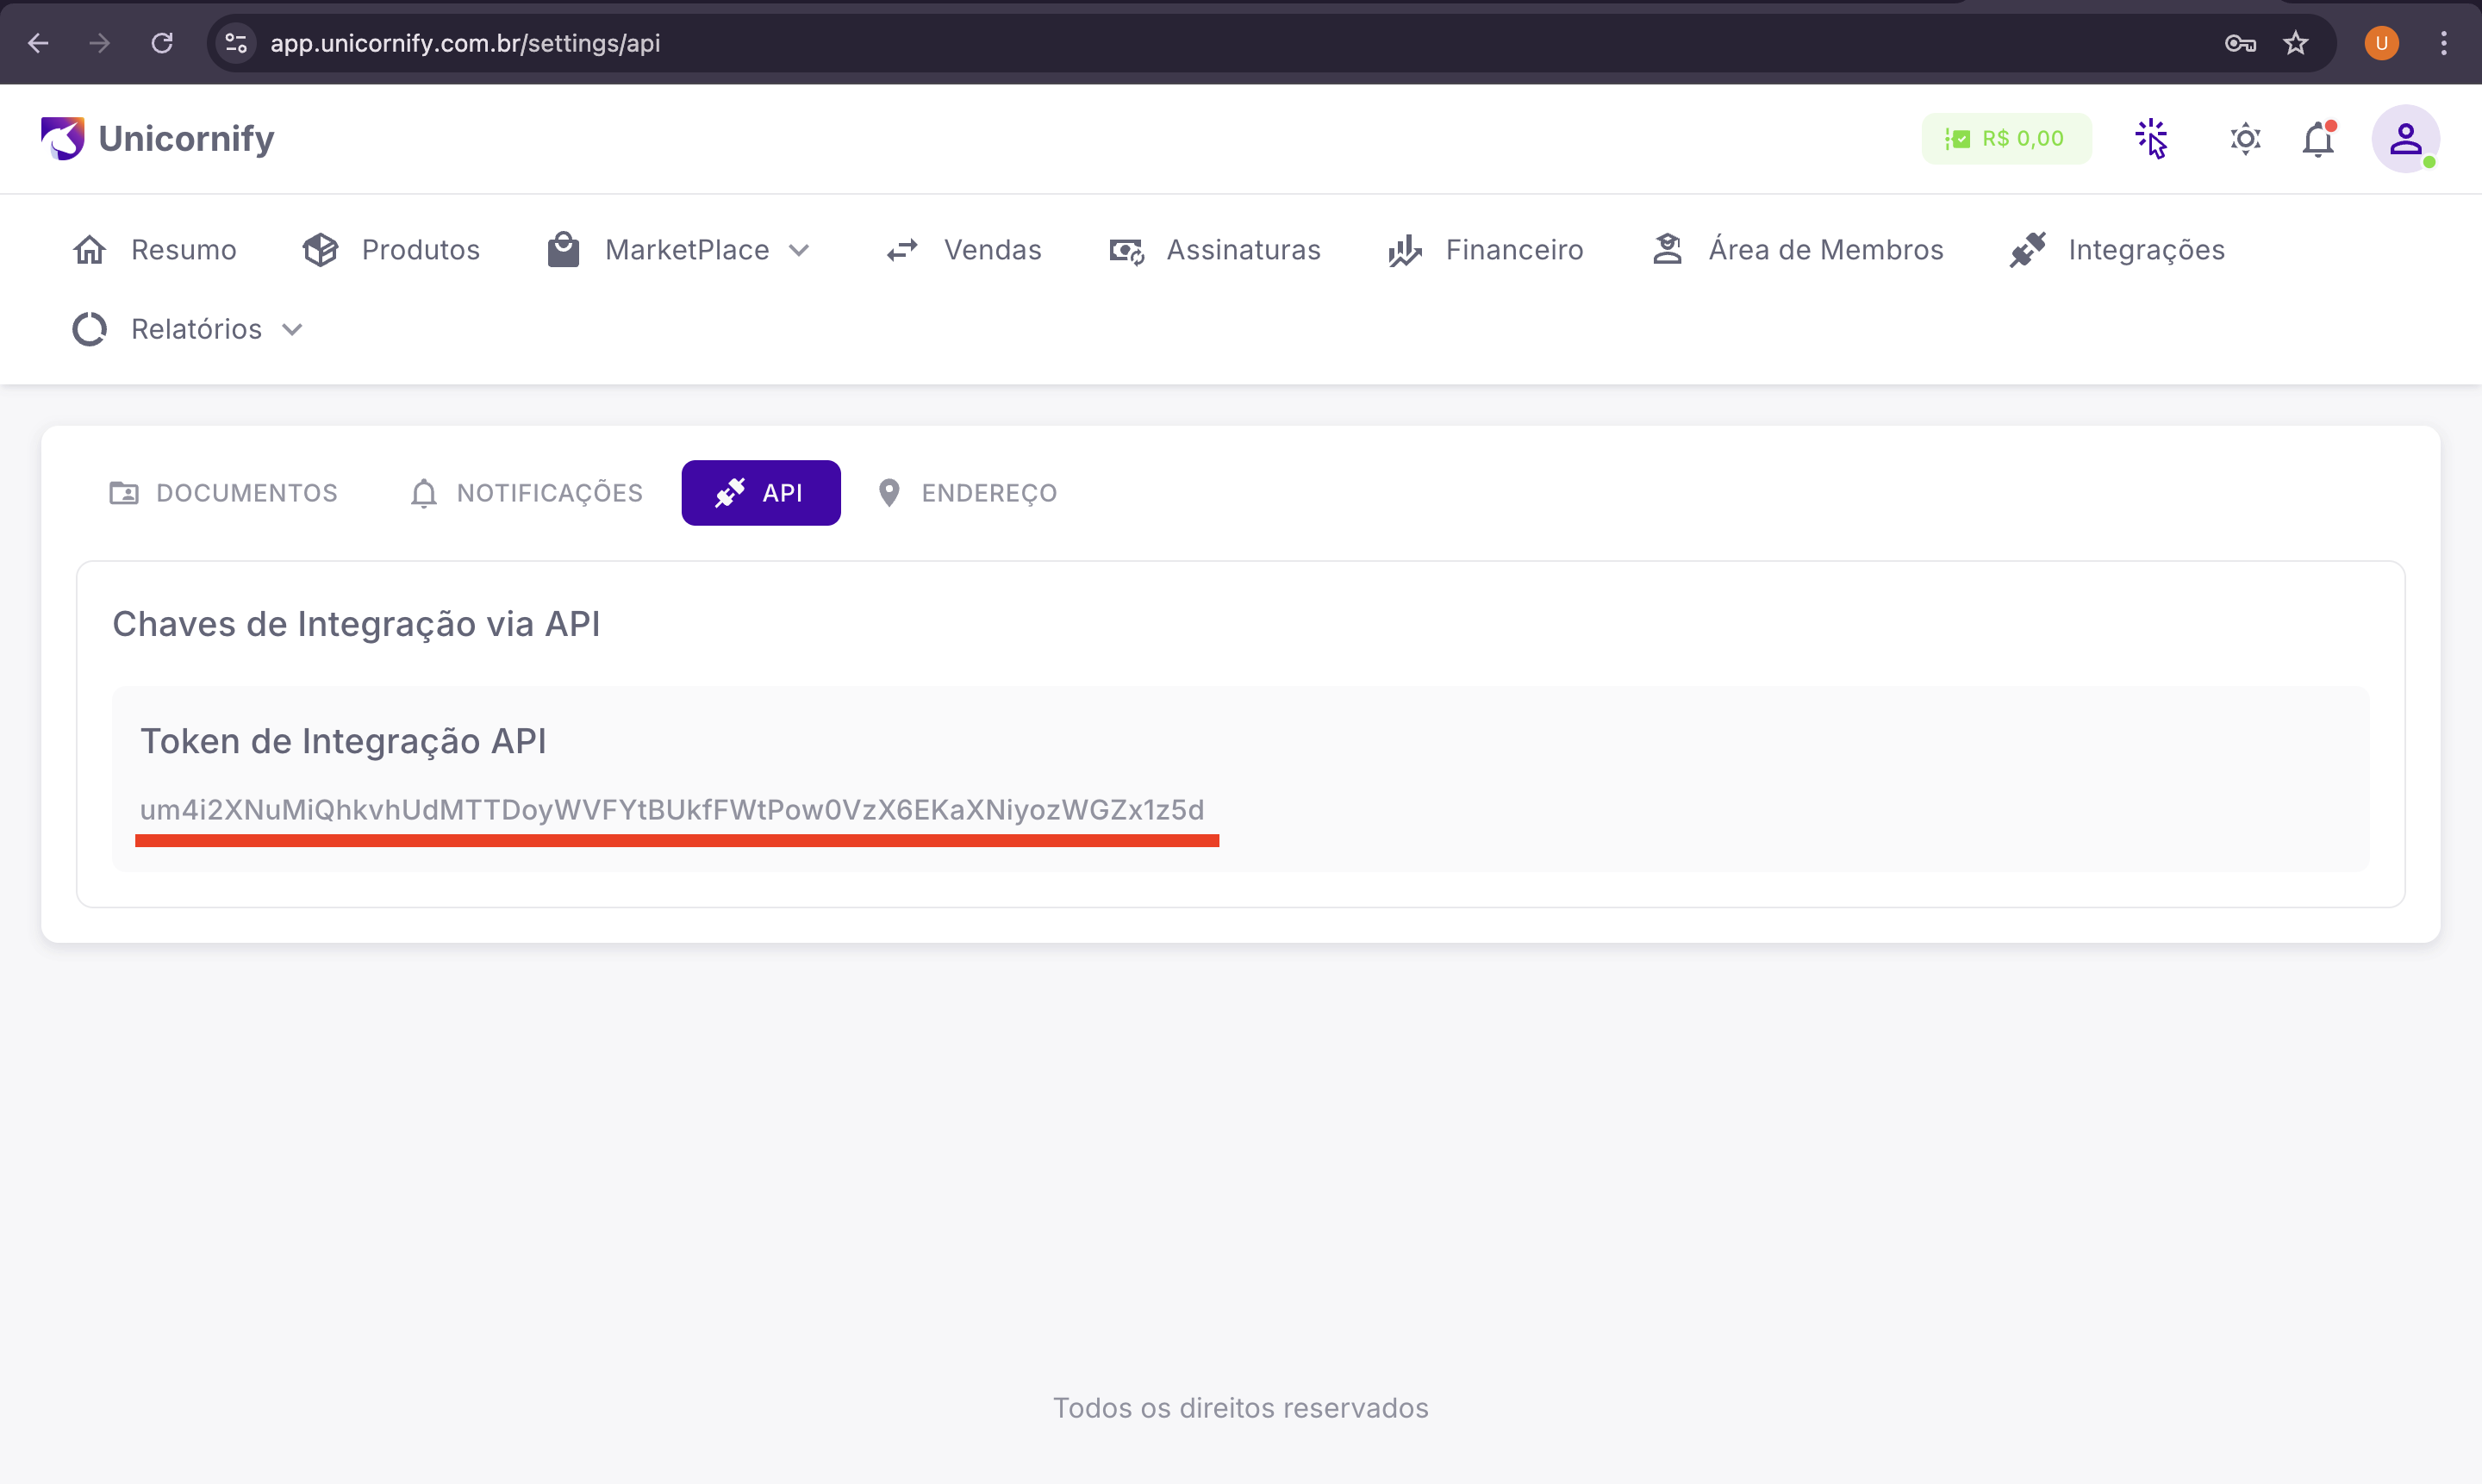 app.unicornify.com.br/settings/api
U
Unicornify
R$ 0,00
Resumo
Produtos
MarketPlace
Vendas
Assinaturas
Financeiro
Área de Membros
Integrações
Relatórios
DOCUMENTOS
NOTIFICAÇÕES
API
ENDEREÇO
Chaves de Integração via API
Token de Integração API
um4i2XNuMiQhkvhUdMTTDoyWVFYtBUkfFWtPow0VzX6EKaXNiyozWGZx1z5d
Todos os direitos reservados